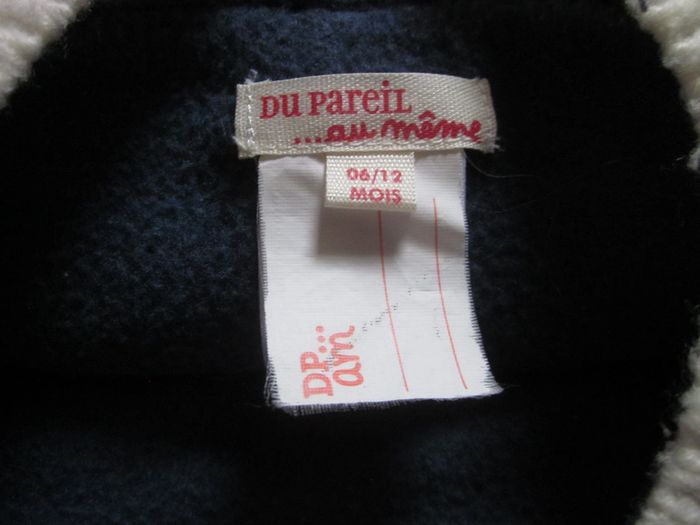 DU PAREIL
...au même
06/12
MOIS
DP...
am